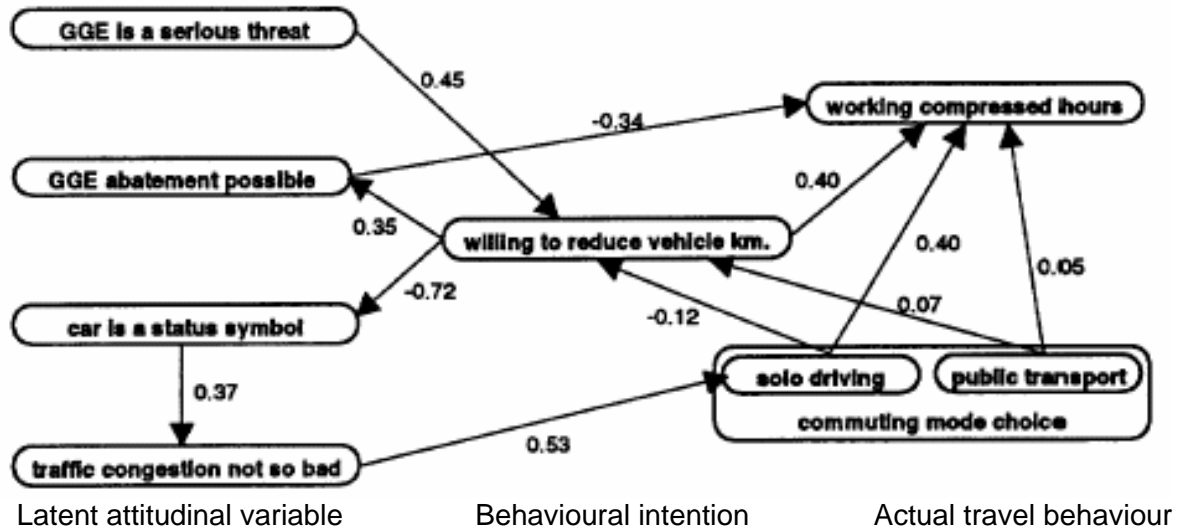 GGE is a serious threat
0.45
working compressed hours
-0.34
GGE abatement possible
0.40
0.35
willing to reduce vehicle km.
0.40
0.05
-0.72
0.07
-0.12
car is a status symbol
solo driving
public transport
0.37
commuting mode choice
0.53
traffic congestion not so bad
Latent attitudinal variable
Behavioural intention
Actual travel behaviour